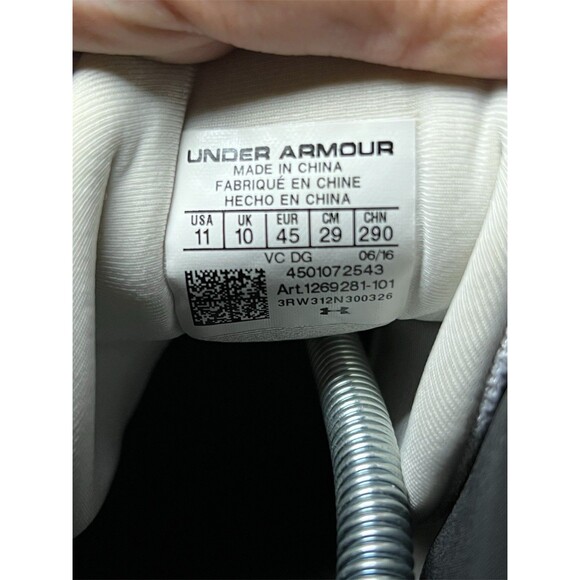 UNDER ARMOUR
MADE IN CHINA
FABRIQUÉ EN CHINE
HECHO EN CHINA
USA UK EUR CM CHN
11 10 45 29 290
VC DG 06/16
4501072543
Art.1269281-101
3RW312N300326